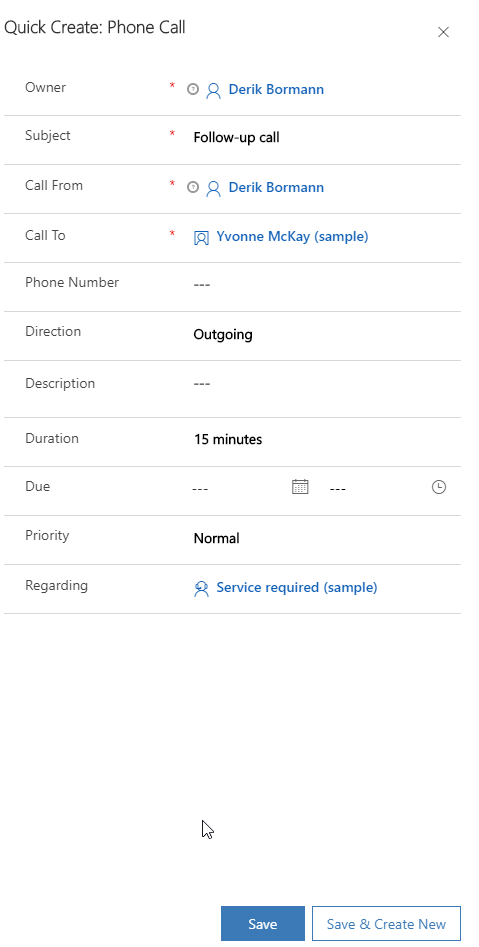 Quick Create: Phone Call
Owner * Derik Bormann
Subject * Follow-up call
Call From * Derik Bormann
Call To * Yvonne McKay (sample)
Phone Number ---
Direction Outgoing
Description ---
Duration 15 minutes
Due --- ---
Priority Normal
Regarding Service required (sample)
Save Save & Create New